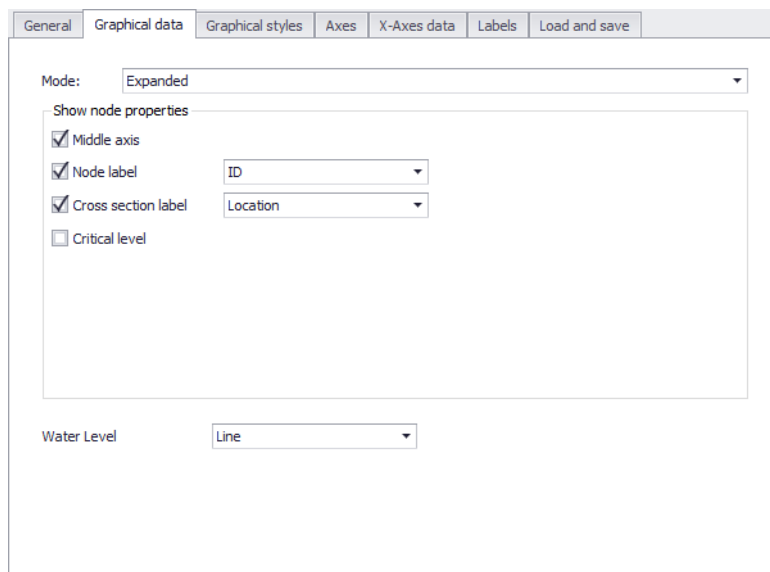 General Graphical data Graphical styles Axes X-Axes data Labels Load and save
Mode: Expanded
Show node properties
Middle axis
Node label ID
Cross section label Location
Critical level
Water Level Line